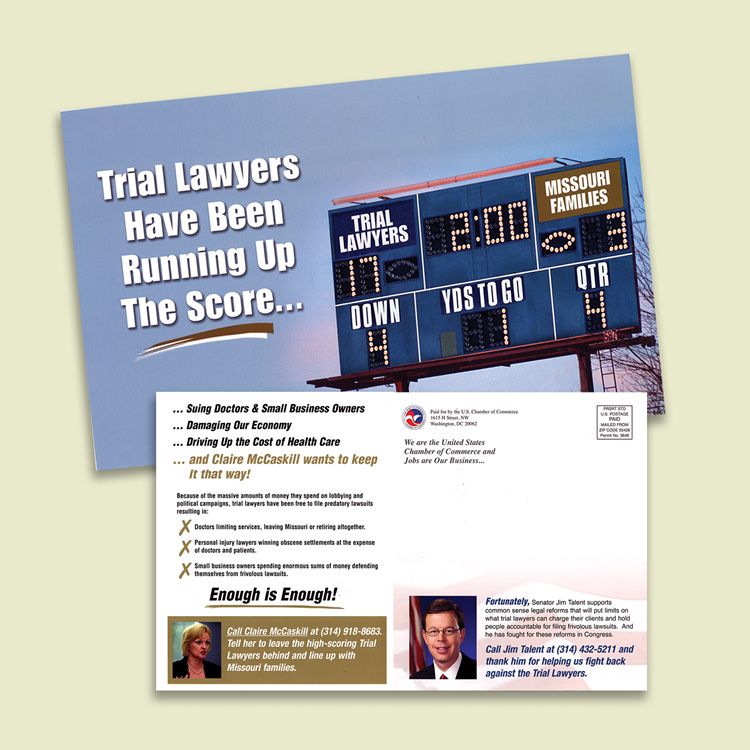 Trial Lawyers
Have Been
Running Up
The Score...
TRIAL
LAWYERS
17
2:00
MISSOURI
FAMILIES
3
DOWN
4
YDS TO GO
1
QTR
4
... Suing Doctors & Small Business Owners
... Damaging Our Economy
... Driving Up the Cost of Health Care
... and Claire McCaskill wants to keep
it that way!
Because of the massive amounts of money they spend on lobbying and
political campaigns, trial lawyers have been free to file predatory lawsuits
resulting in:
✗ Doctors limiting services, leaving Missouri or retiring altogether.
✗ Personal injury lawyers winning obscene settlements at the expense
of doctors and patients.
✗ Small business owners spending enormous sums of money defending
themselves from frivolous lawsuits.
Enough is Enough!
Call Claire McCaskill at (314) 918-8683.
Tell her to leave the high-scoring Trial
Lawyers behind and line up with
Missouri families.
Paid for by the U.S. Chamber of Commerce
1615 H Street, NW
Washington, DC 20062
PRSRT STD
U.S. POSTAGE
PAID
MAILED FROM
ZIP CODE 55428
Permit No. 3648
We are the United States
Chamber of Commerce and
Jobs are Our Business...
Fortunately, Senator Jim Talent supports
common sense legal reforms that will put limits on
what trial lawyers can charge their clients and hold
people accountable for filing frivolous lawsuits. And
he has fought for these reforms in Congress.
Call Jim Talent at (314) 432-5211 and
thank him for helping us fight back
against the Trial Lawyers.